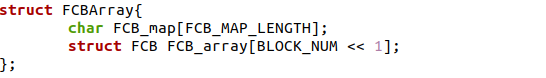 struct FCBArray{
        char FCB_map[FCB_MAP_LENGTH];
        struct FCB FCB_array[BLOCK_NUM << 1];
};